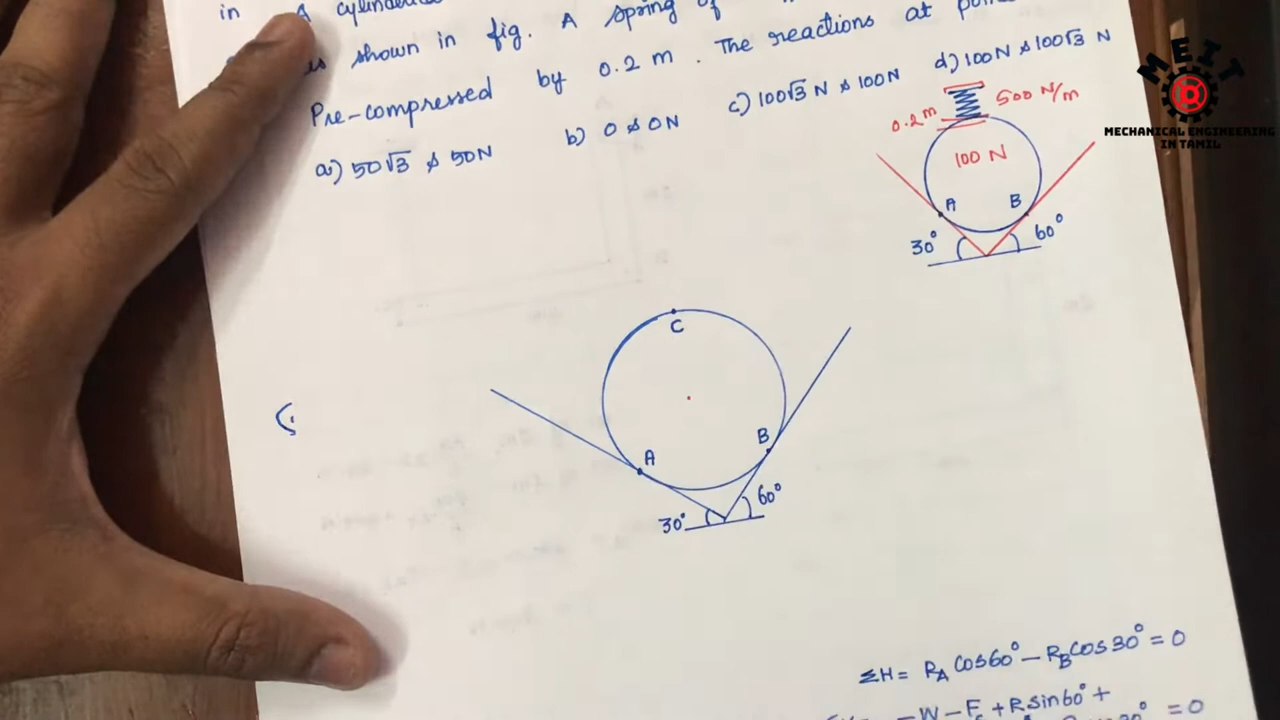 in a cylinder
is shown in fig. A spring of
Pre-compressed by 0.2 m. The reactions at
a) 50√3 & 50N b) 0 & 0N c) 100√3 N & 100N d) 100N & 100√3 N
0.2m
500 N/m
100 N
A B
30° 60°
MEIT
MECHANICAL ENGINEERING
IN TAMIL
C
A
B
30° 60°
ΣH = R_A Cos60° - R_B Cos30° = 0
-W - F_s + R sin60° +
= 0